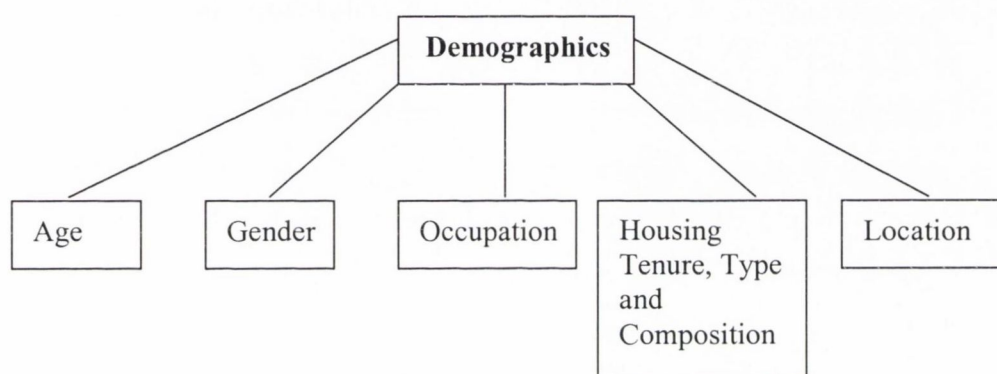 Demographics
Age
Gender
Occupation
Housing
Tenure, Type
and
Composition
Location